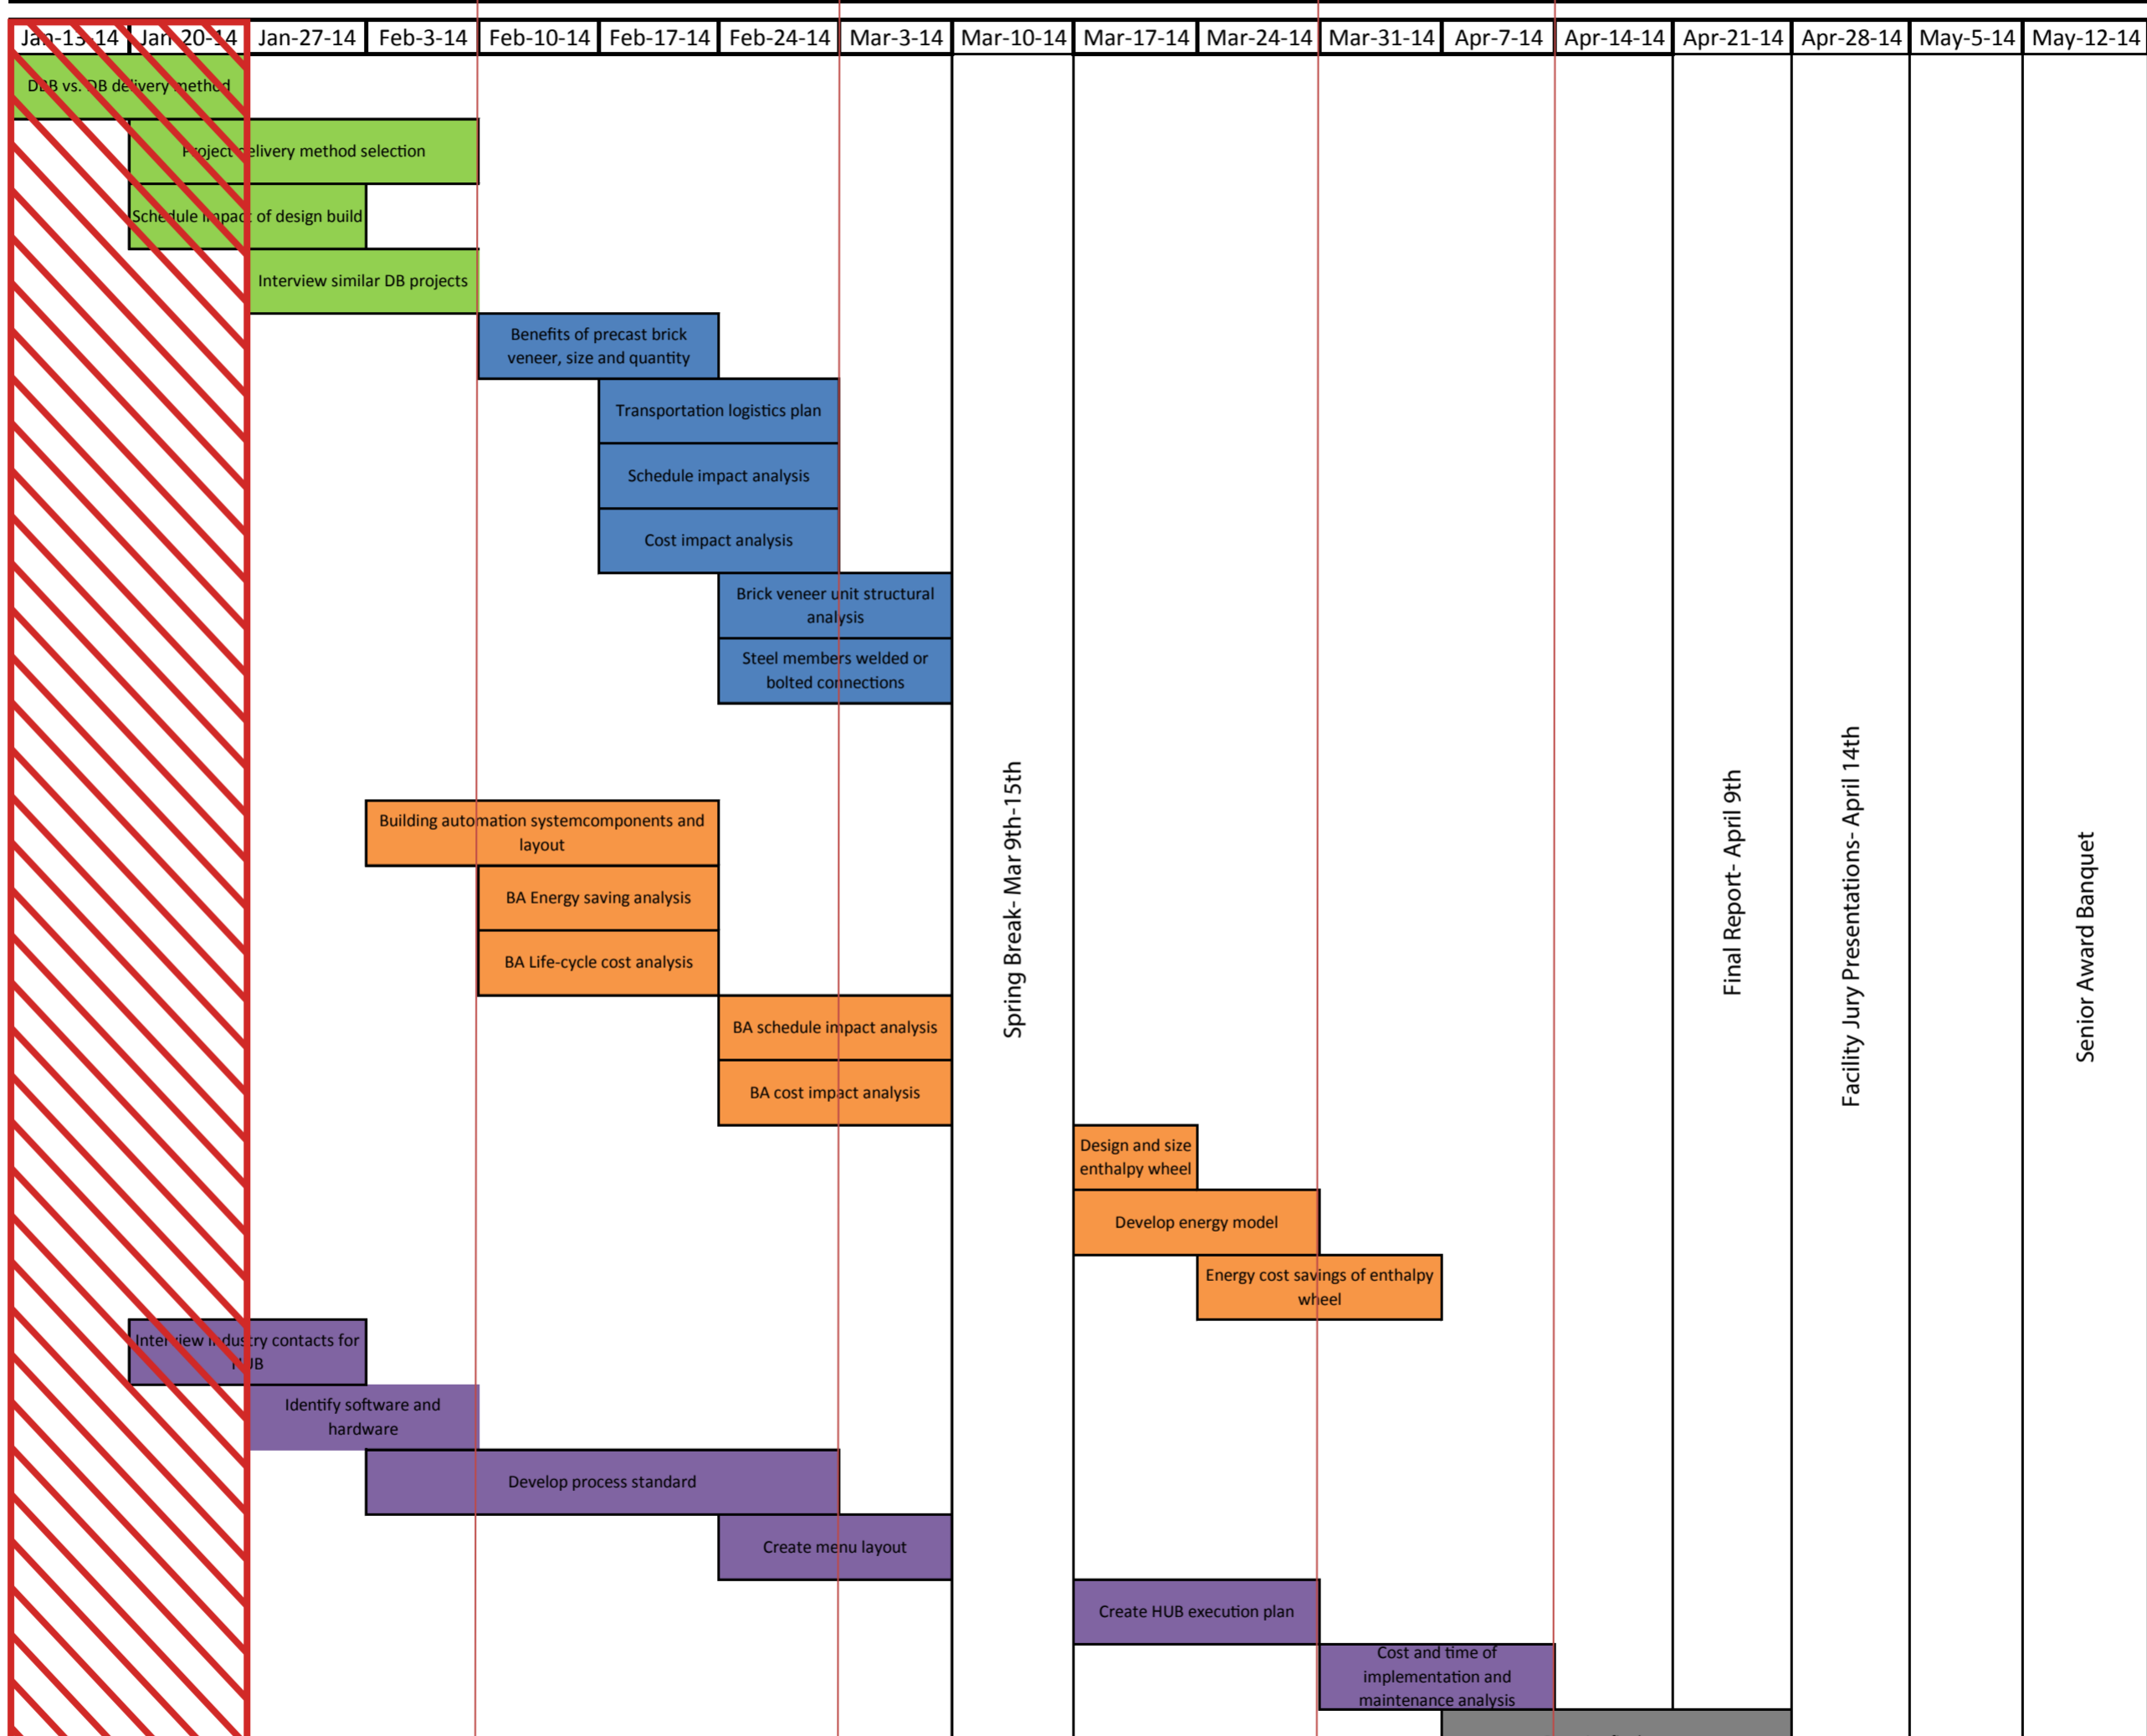 Jan-13-14 Jan-20-14 Jan-27-14 Feb-3-14 Feb-10-14 Feb-17-14 Feb-24-14 Mar-3-14 Mar-10-14 Mar-17-14 Mar-24-14 Mar-31-14 Apr-7-14 Apr-14-14 Apr-21-14 Apr-28-14 May-5-14 May-12-14
DBB vs. DB delivery method
Project delivery method selection
Schedule impact of design build
Interview similar DB projects
Benefits of precast brick
veneer, size and quantity
Transportation logistics plan
Schedule impact analysis
Cost impact analysis
Brick veneer unit structural
analysis
Steel members welded or
bolted connections
Building automation systemcomponents and
layout
BA Energy saving analysis
BA Life-cycle cost analysis
BA schedule impact analysis
BA cost impact analysis
Design and size
enthalpy wheel
Develop energy model
Energy cost savings of enthalpy
wheel
Interview industry contacts for
HUB
Identify software and
hardware
Develop process standard
Create menu layout
Create HUB execution plan
Cost and time of
implementation and
maintenance analysis
Spring Break- Mar 9th-15th
Final Report- April 9th
Facility Jury Presentations- April 14th
Senior Award Banquet